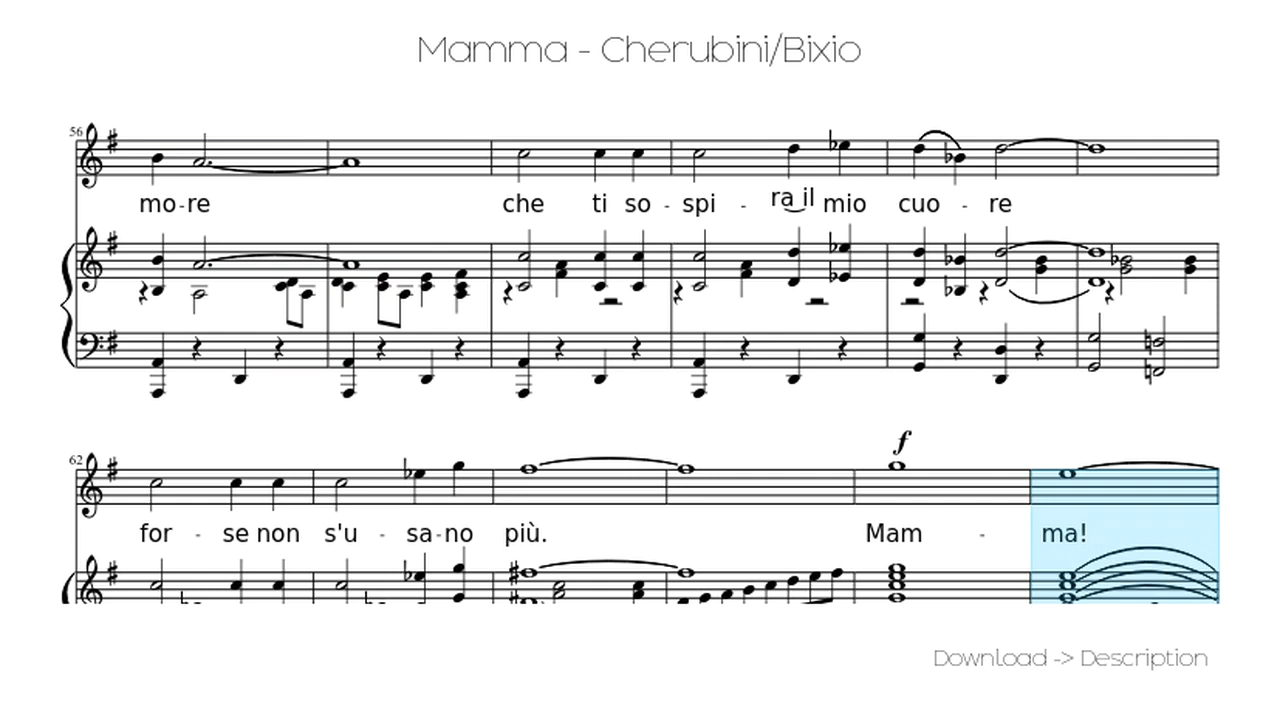 Mamma - Cherubini/Bixio
56
mo-re che ti so - spi - ra il mio cuo - re
62
f
for - se non s'u - sa-no più. Mam - ma!
Download -> Description